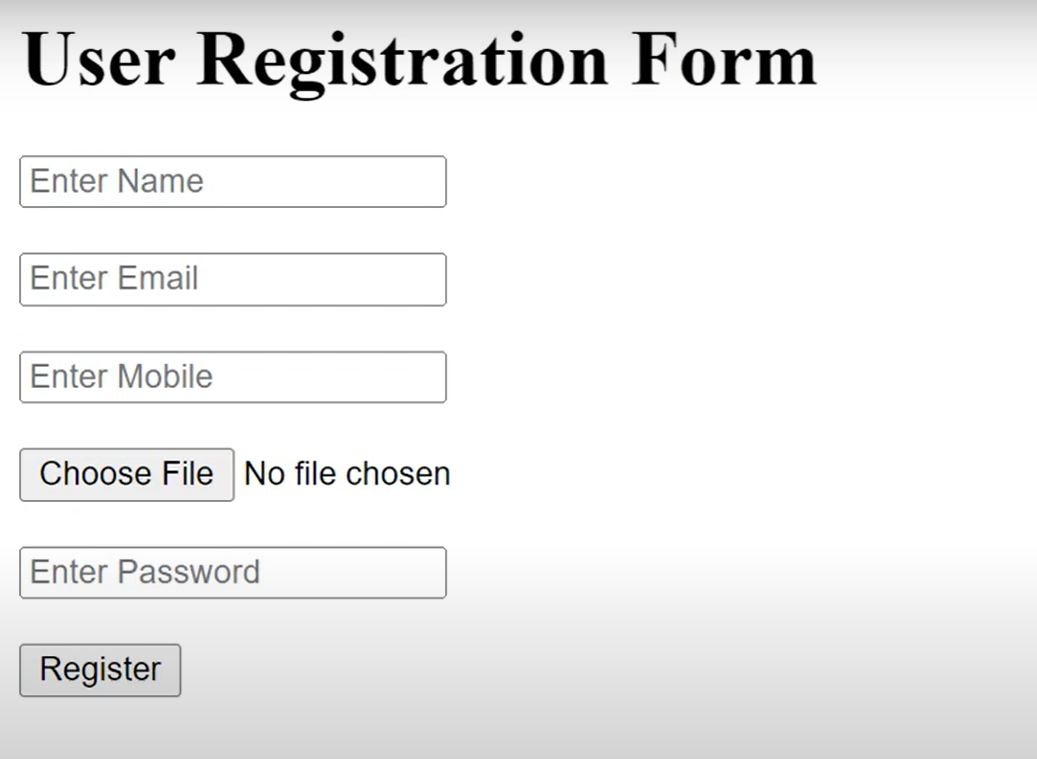 User Registration Form
Enter Name
Enter Email
Enter Mobile
Choose File No file chosen
Enter Password
Register